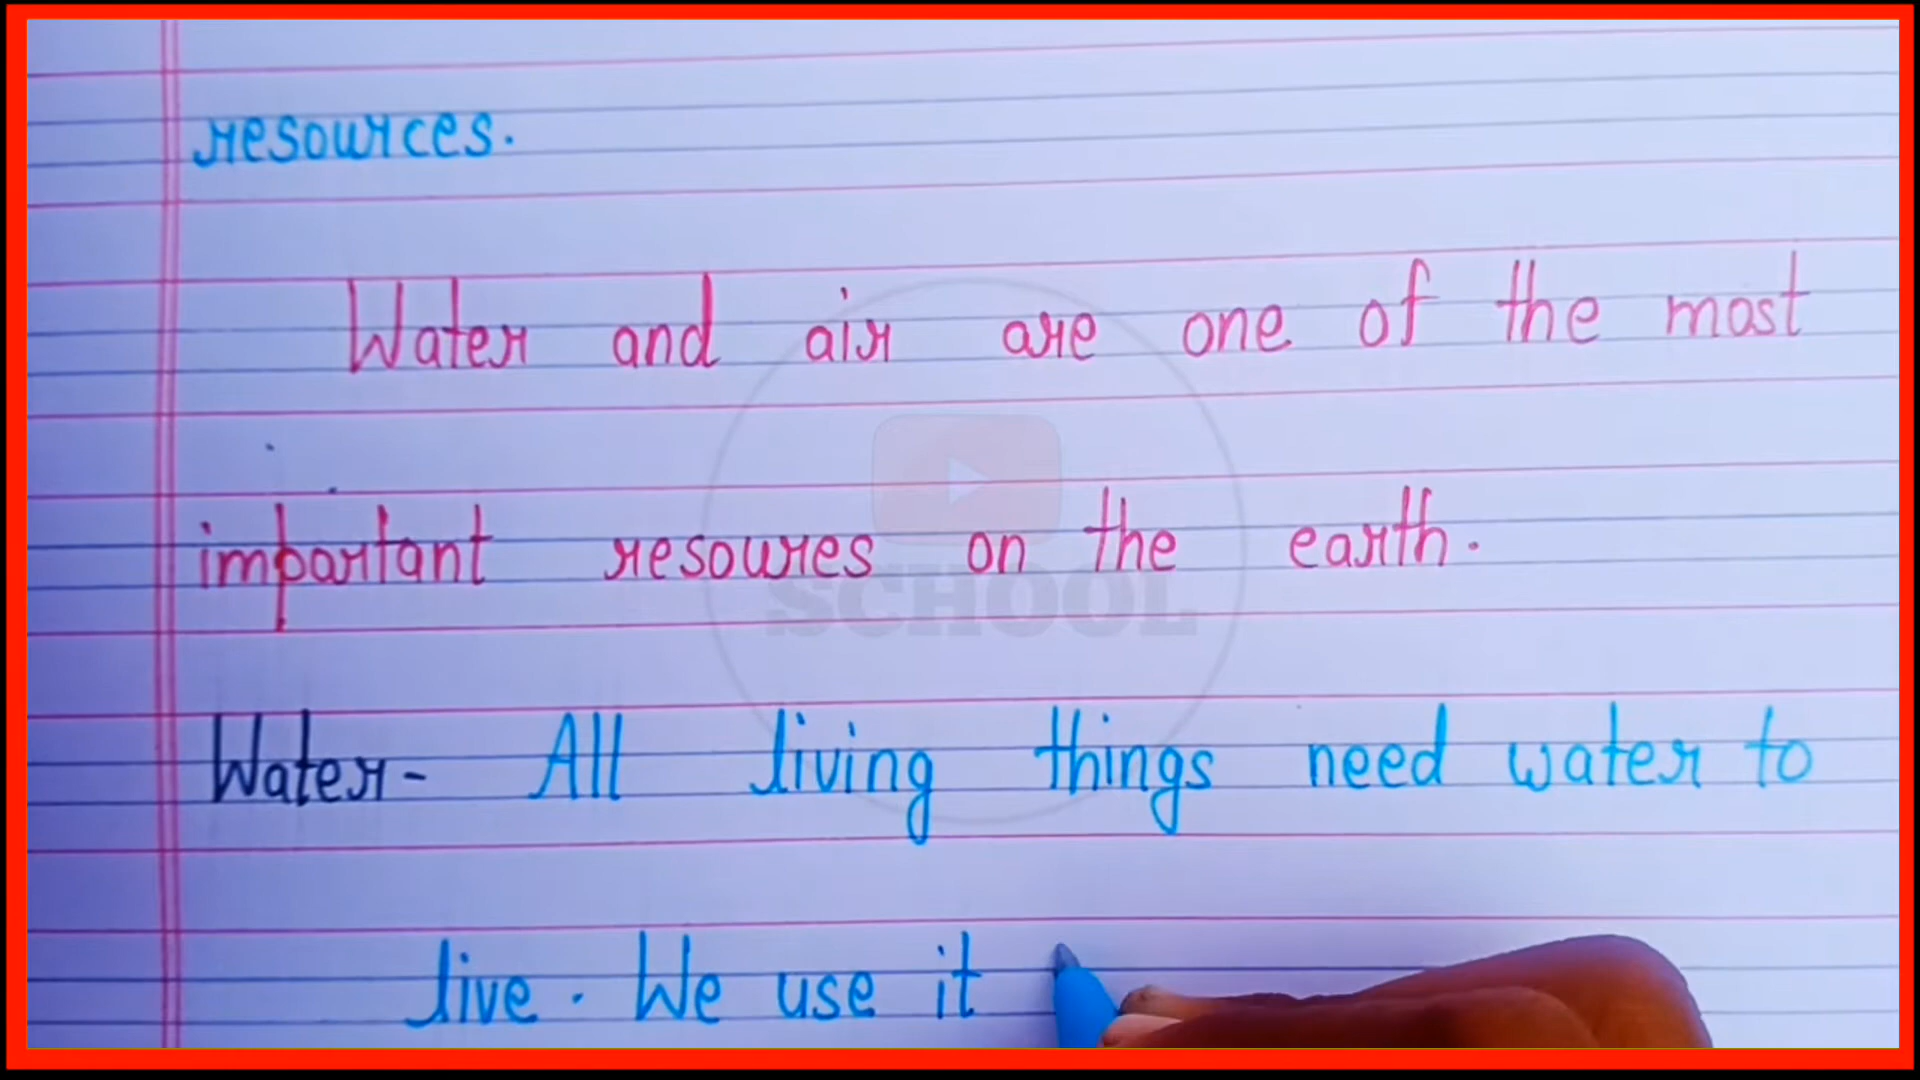 resources.
Water and air are one of the most
important resoures on the earth.
SCHOOL
Water- All living things need water to
live. We use it